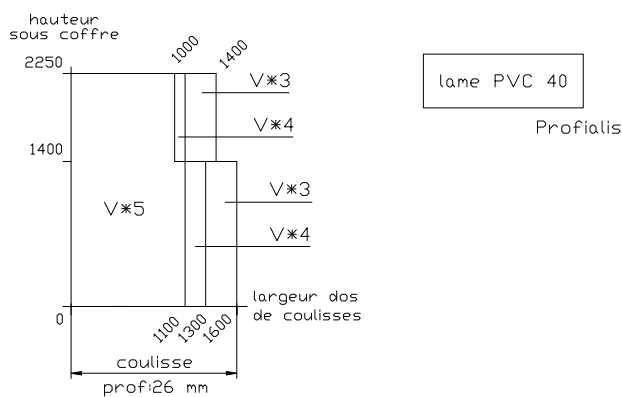 hauteur
sous coffre
1000
1400
2250
V*3
V*4
1400
V*5
V*3
V*4
0
1100
1300
1600
largeur dos
de coulisses
coulisse
prof:26 mm
lame PVC 40
Profialis